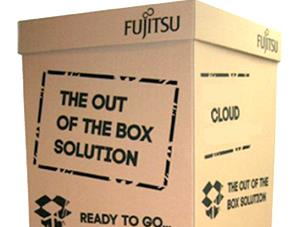 FUJITSU
THE OUT
OF THE BOX
SOLUTION
READY TO GO...
FUJITSU
CLOUD
THE OUT OF THE
BOX SOLUTION